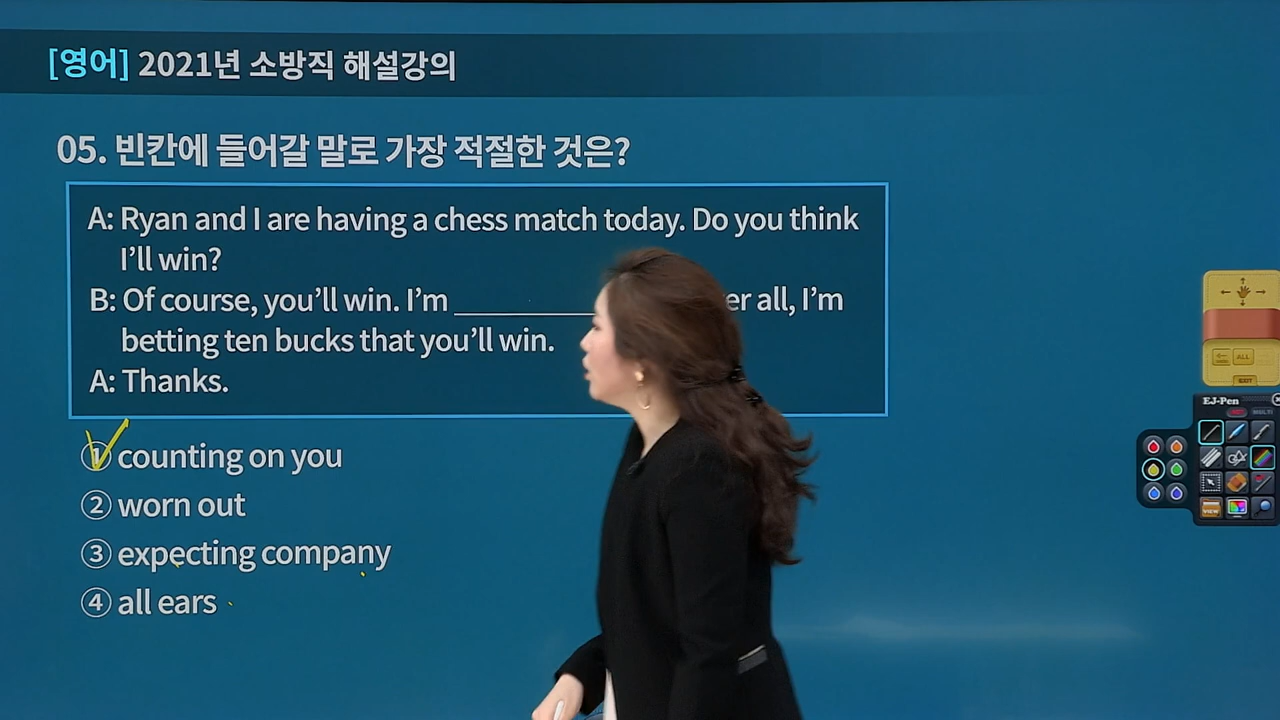 [영어] 2021년 소방직 해설강의
05. 빈칸에 들어갈 말로 가장 적절한 것은?
A: Ryan and I are having a chess match today. Do you think
I'll win?
B: Of course, you'll win. I'm ____________ er all, I'm
betting ten bucks that you'll win.
A: Thanks.
① counting on you
② worn out
③ expecting company
④ all ears
ALL
EXIT
EJ-Pen
VIEW